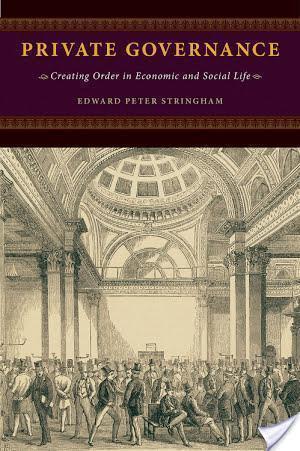 PRIVATE GOVERNANCE
Creating Order in Economic and Social Life
EDWARD PETER STRINGHAM